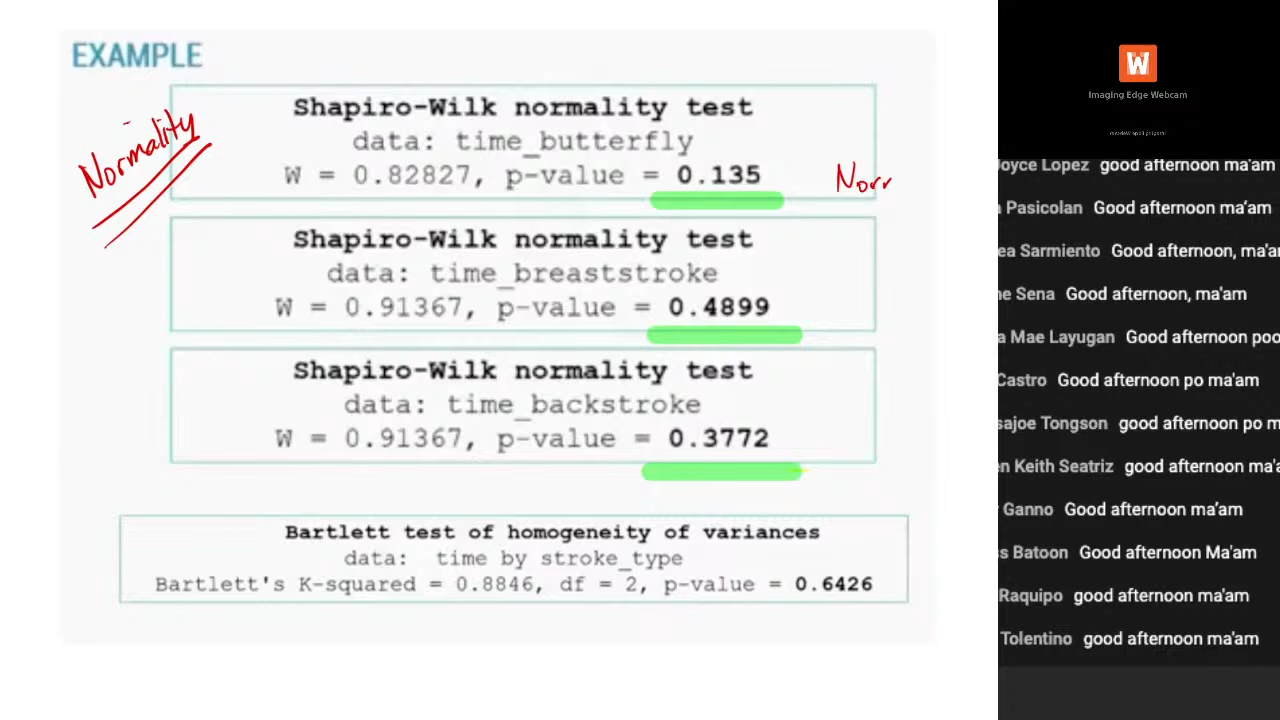 EXAMPLE
Normality
Shapiro-Wilk normality test
data: time_butterfly
W = 0.82827, p-value = 0.135
Norr
Shapiro-Wilk normality test
data: time_breaststroke
W = 0.91367, p-value = 0.4899
Shapiro-Wilk normality test
data: time_backstroke
W = 0.91367, p-value = 0.3772
Bartlett test of homogeneity of variances
data: time by stroke_type
Bartlett's K-squared = 0.8846, df = 2, p-value = 0.6426
Imaging Edge Webcam
Imaging Edge Webcam
Joyce Lopez good afternoon ma'am
Pasicolan Good afternoon ma'am
Sarmiento Good afternoon, ma'am
Sena Good afternoon, ma'am
Mae Layugan Good afternoon poo
Castro Good afternoon po ma'am
Tongson good afternoon po m
Keith Seatriz good afternoon ma'a
Ganno Good afternoon ma'am
Batoon Good afternoon Ma'am
Raquipo good afternoon ma'am
Tolentino good afternoon ma'am